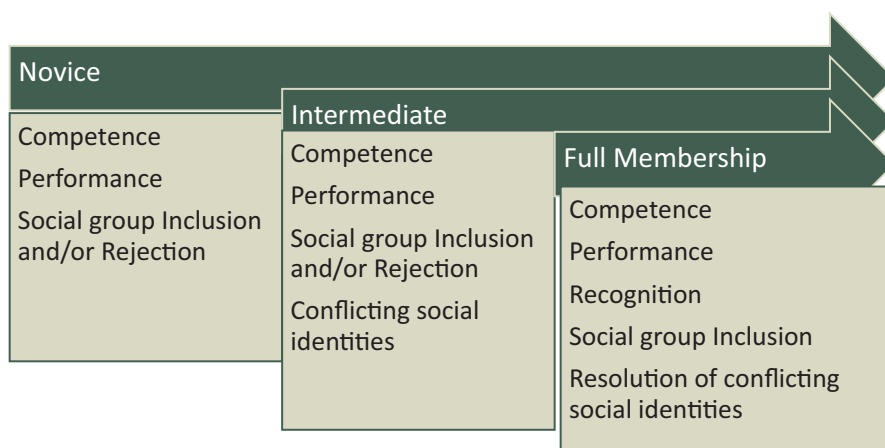 Novice
Competence
Performance
Social group Inclusion
and/or Rejection
Intermediate
Competence
Performance
Social group Inclusion
and/or Rejection
Conflicting social
identities
Full Membership
Competence
Performance
Recognition
Social group Inclusion
Resolution of conflicting
social identities